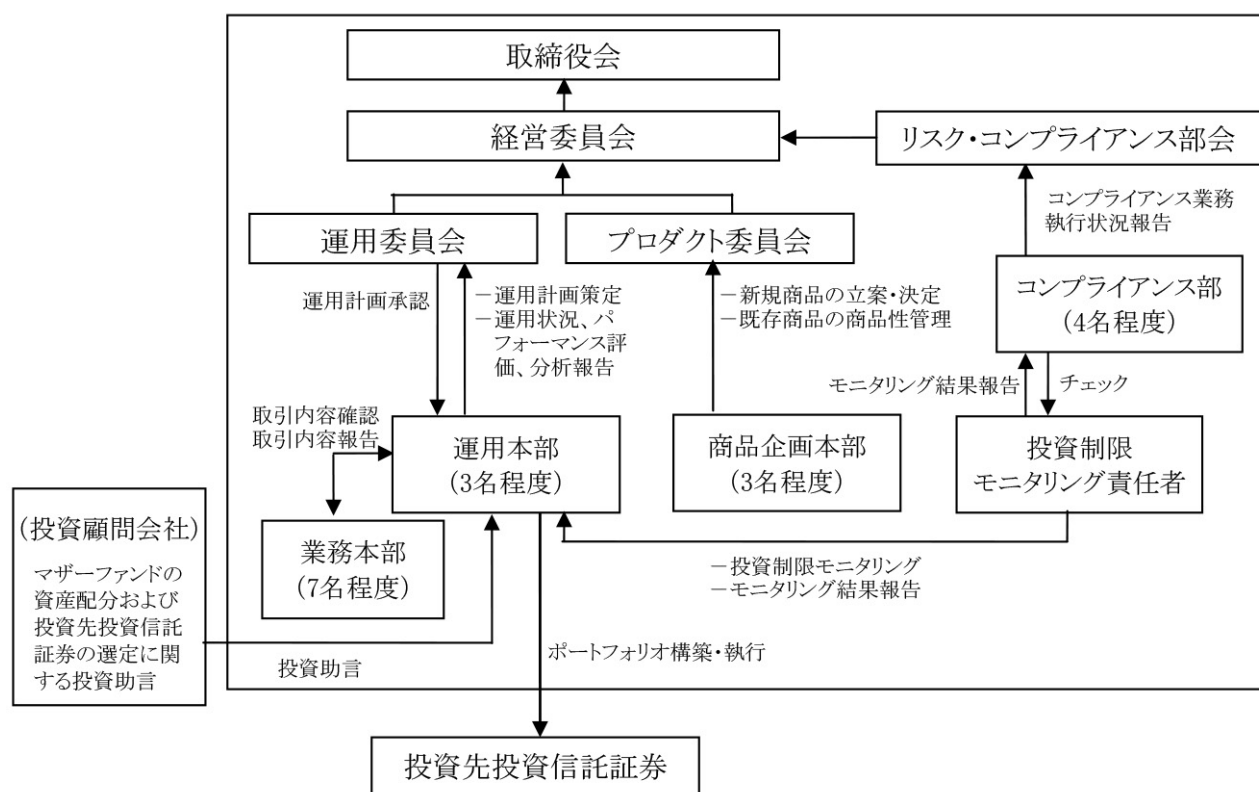 取締役会
経営委員会
リスク・コンプライアンス部会
コンプライアンス業務
執行状況報告
運用委員会
プロダクト委員会
コンプライアンス部
(4名程度)
運用計画承認
－運用計画策定
－運用状況、パ
フォーマンス評
価、分析報告
－新規商品の立案・決定
－既存商品の商品性管理
モニタリング結果報告
チェック
取引内容確認
取引内容報告
運用本部
(3名程度)
商品企画本部
(3名程度)
投資制限
モニタリング責任者
(投資顧問会社)
マザーファンドの
資産配分および
投資先投資信託
証券の選定に関
する投資助言
業務本部
(7名程度)
－投資制限モニタリング
－モニタリング結果報告
投資助言
ポートフォリオ構築・執行
投資先投資信託証券